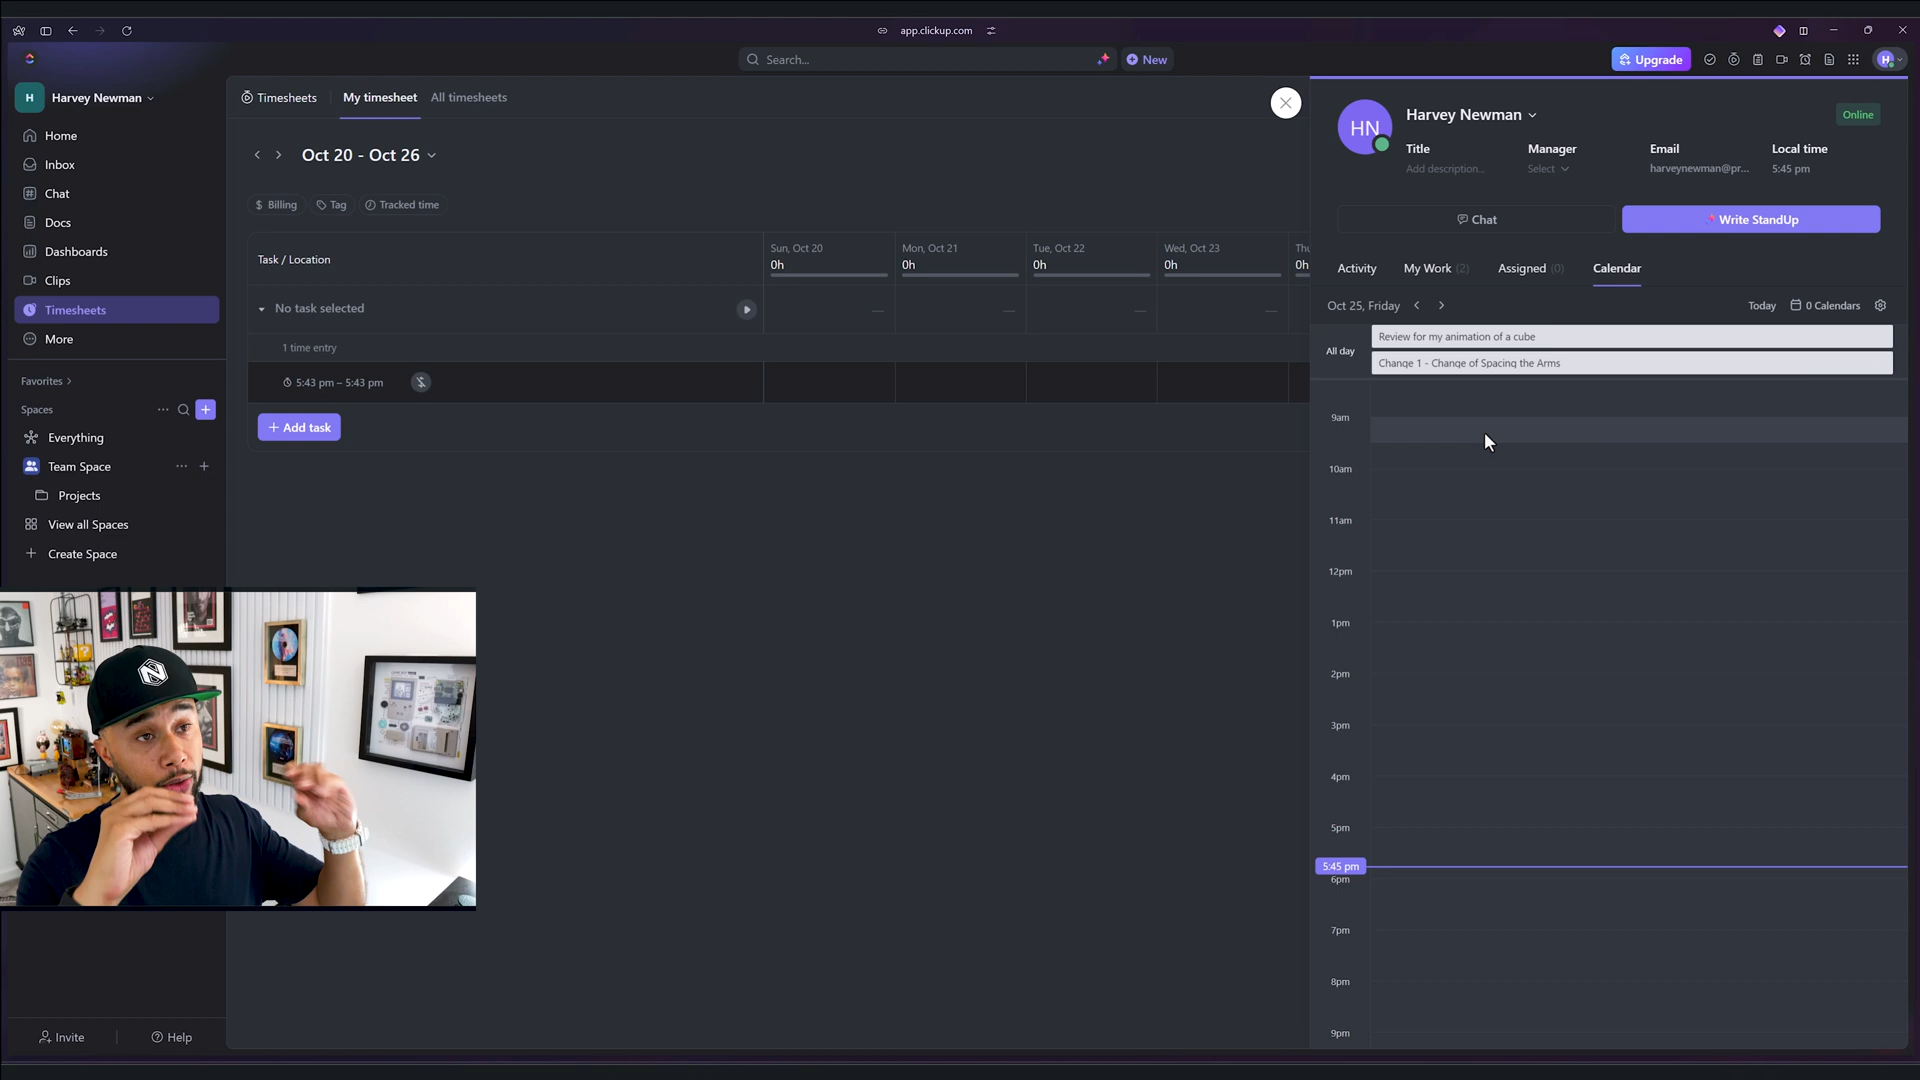 app.clickup.com
Search...
New
Upgrade
H
H
Harvey Newman
Home
Inbox
Chat
Docs
Dashboards
Clips
Timesheets
More
Favorites
Spaces
Everything
Team Space
Projects
View all Spaces
Create Space
Invite
Help
Timesheets
My timesheet
All timesheets
Oct 20 - Oct 26
Billing
Tag
Tracked time
Task / Location
Sun, Oct 20
0h
Mon, Oct 21
0h
Tue, Oct 22
0h
Wed, Oct 23
0h
Thu
0h
No task selected
1 time entry
5:43 pm – 5:43 pm
+ Add task
HN
Harvey Newman
Online
Title
Manager
Email
Local time
Add description...
Select
harveynewman@pr...
5:45 pm
Chat
Write StandUp
Activity
My Work (2)
Assigned (0)
Calendar
Oct 25, Friday
Today
0 Calendars
All day
Review for my animation of a cube
Change 1 - Change of Spacing the Arms
9am
10am
11am
12pm
1pm
2pm
3pm
4pm
5pm
5:45 pm
6pm
7pm
8pm
9pm